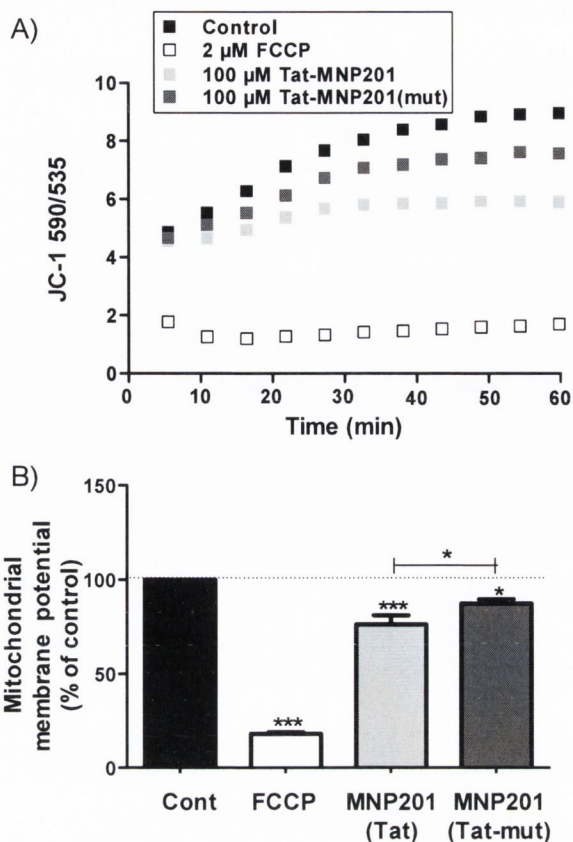 A)
Control
2 µM FCCP
100 µM Tat-MNP201
100 µM Tat-MNP201(mut)
10
8
6
4
2
0
JC-1 590/535
0 10 20 30 40 50 60
Time (min)
B)
150
100
50
0
Mitochondrial
membrane potential
(% of control)
*
***
***
*
Cont FCCP MNP201 MNP201
(Tat) (Tat-mut)